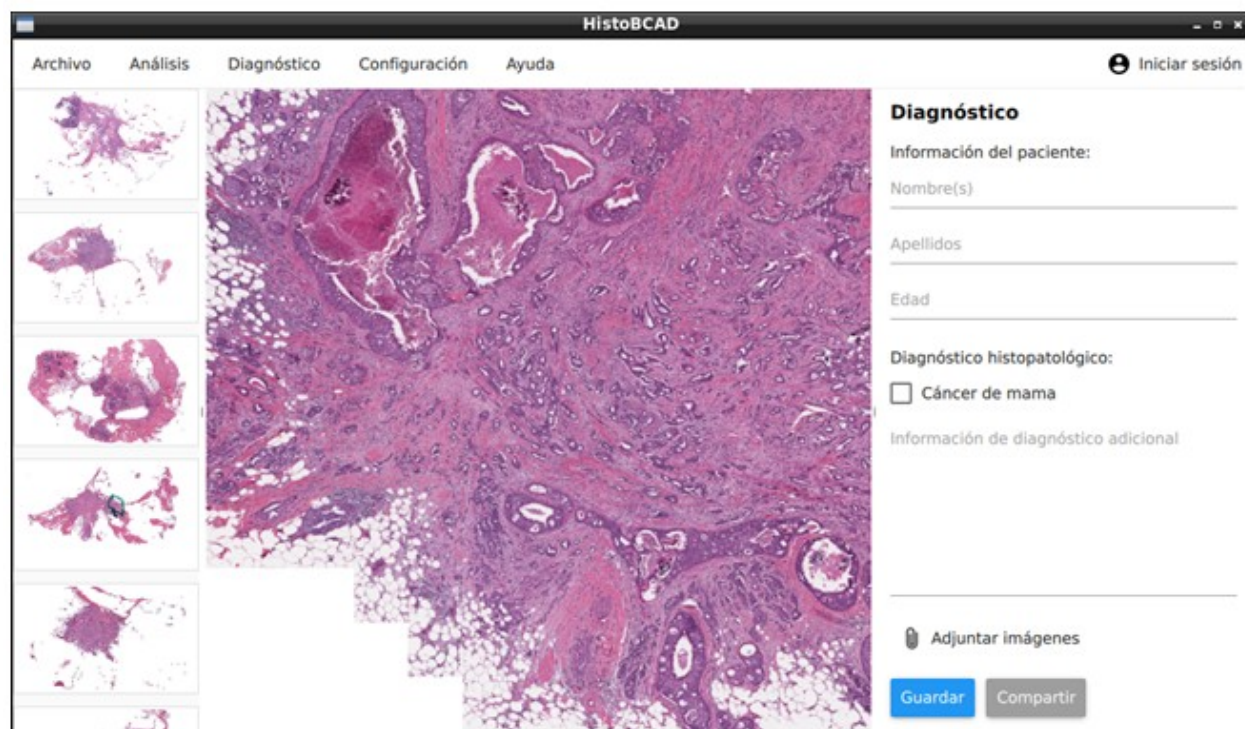 HistoBCAD
Archivo Análisis Diagnóstico Configuración Ayuda Iniciar sesión
Diagnóstico
Información del paciente:
Nombre(s)
Apellidos
Edad
Diagnóstico histopatológico:
Cáncer de mama
Información de diagnóstico adicional
Adjuntar imágenes
Guardar Compartir